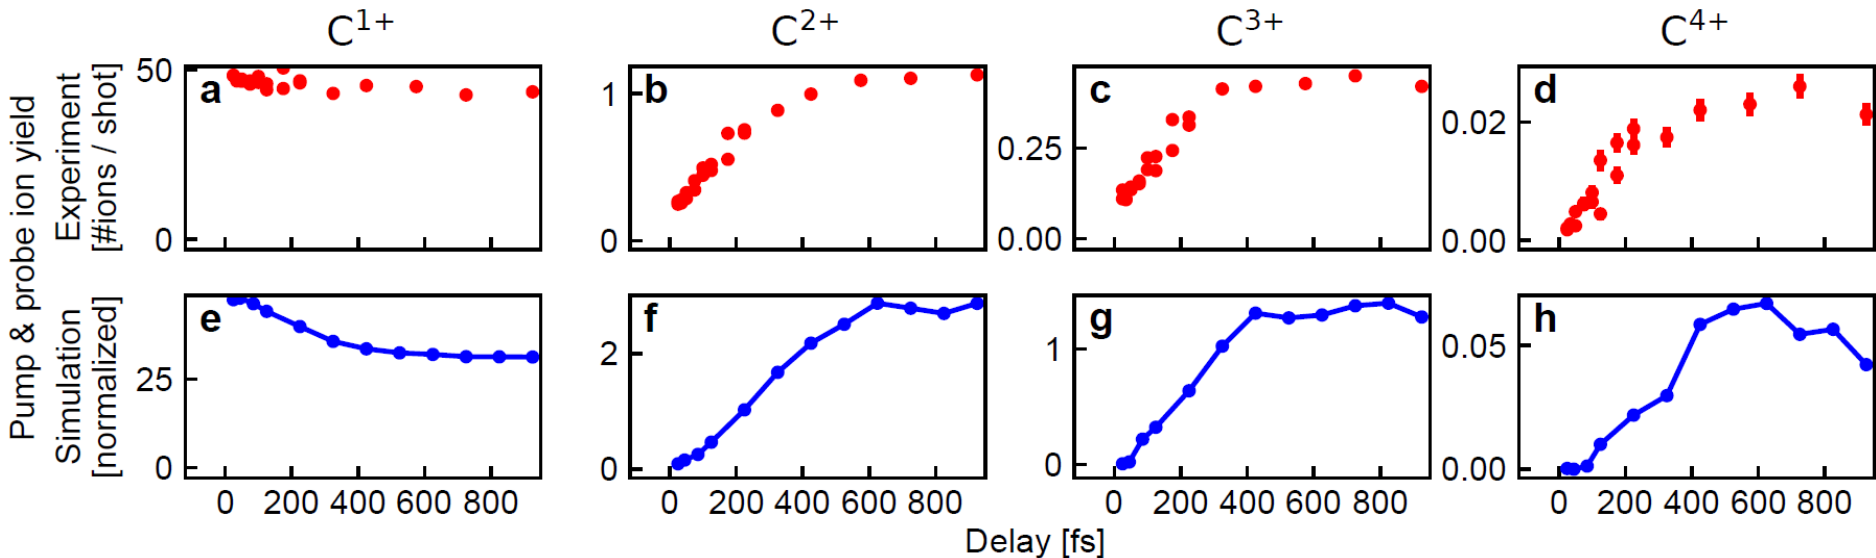 C1+ C2+ C3+ C4+
Pump & probe ion yield
Experiment
[#ions / shot]
50
0
a
1
0
b
0.25
0.00
c
0.02
0.00
d
Simulation
[normalized]
25
0
e
2
0
f
1
0
g
0.05
0.00
h
0 200 400 600 800 0 200 400 600 800 0 200 400 600 800 0 200 400 600 800
Delay [fs]